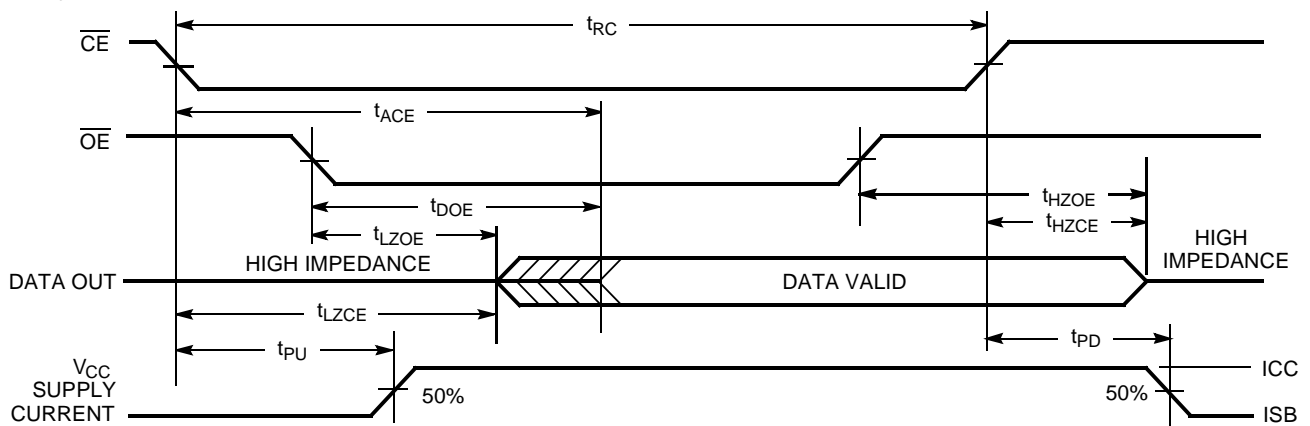 tRC
CE
tACE
OE
tDOE
tHZOE
tLZOE
tHZCE
HIGH IMPEDANCE
HIGH
IMPEDANCE
DATA OUT
DATA VALID
tLZCE
tPU
tPD
VCC
SUPPLY
CURRENT
50%
50%
ICC
ISB